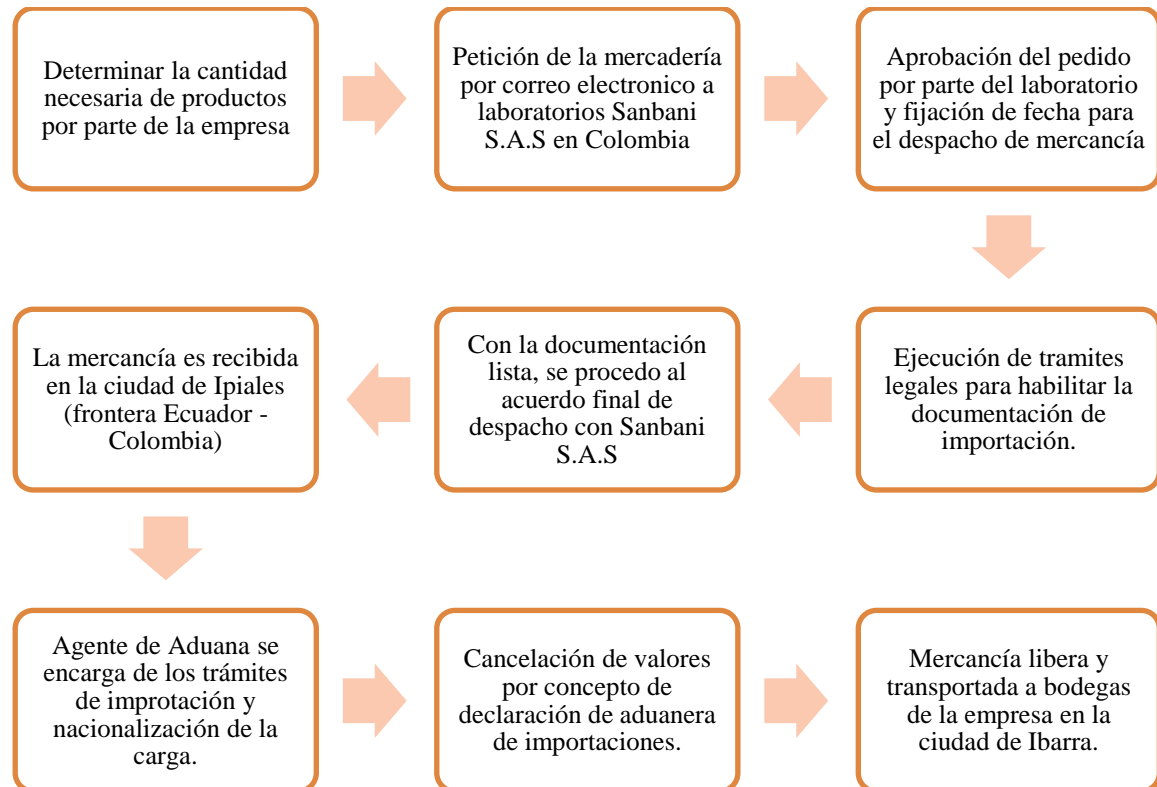 Determinar la cantidad
necesaria de productos
por parte de la empresa
Petición de la mercadería
por correo electronico a
laboratorios Sanbani
S.A.S en Colombia
Aprobación del pedido
por parte del laboratorio
y fijación de fecha para
el despacho de mercancía
Ejecución de tramites
legales para habilitar la
documentación de
importación.
Con la documentación
lista, se procedo al
acuerdo final de
despacho con Sanbani
S.A.S
La mercancía es recibida
en la ciudad de Ipiales
(frontera Ecuador -
Colombia)
Agente de Aduana se
encarga de los trámites
de improtación y
nacionalización de la
carga.
Cancelación de valores
por concepto de
declaración de aduanera
de importaciones.
Mercancía libera y
transportada a bodegas
de la empresa en la
ciudad de Ibarra.